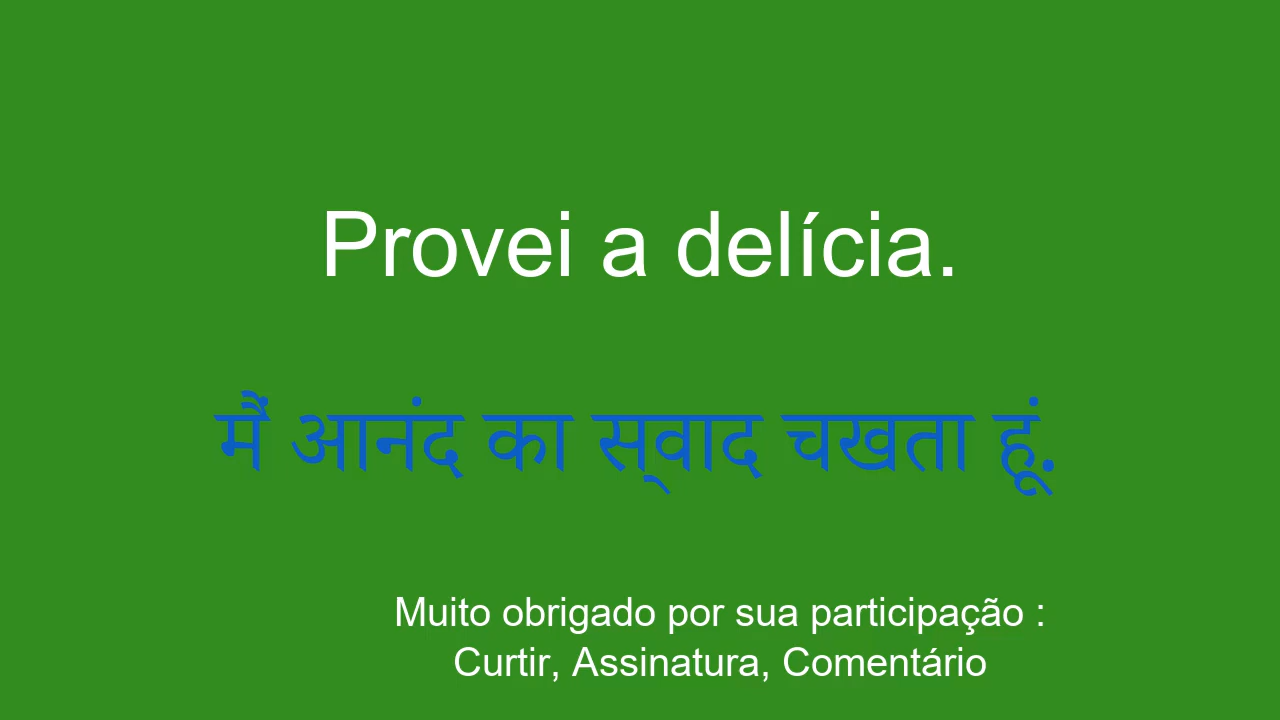 Provei a delícia.
मैं आनंद का स्वाद चखता हूं.
Muito obrigado por sua participação :
Curtir, Assinatura, Comentário